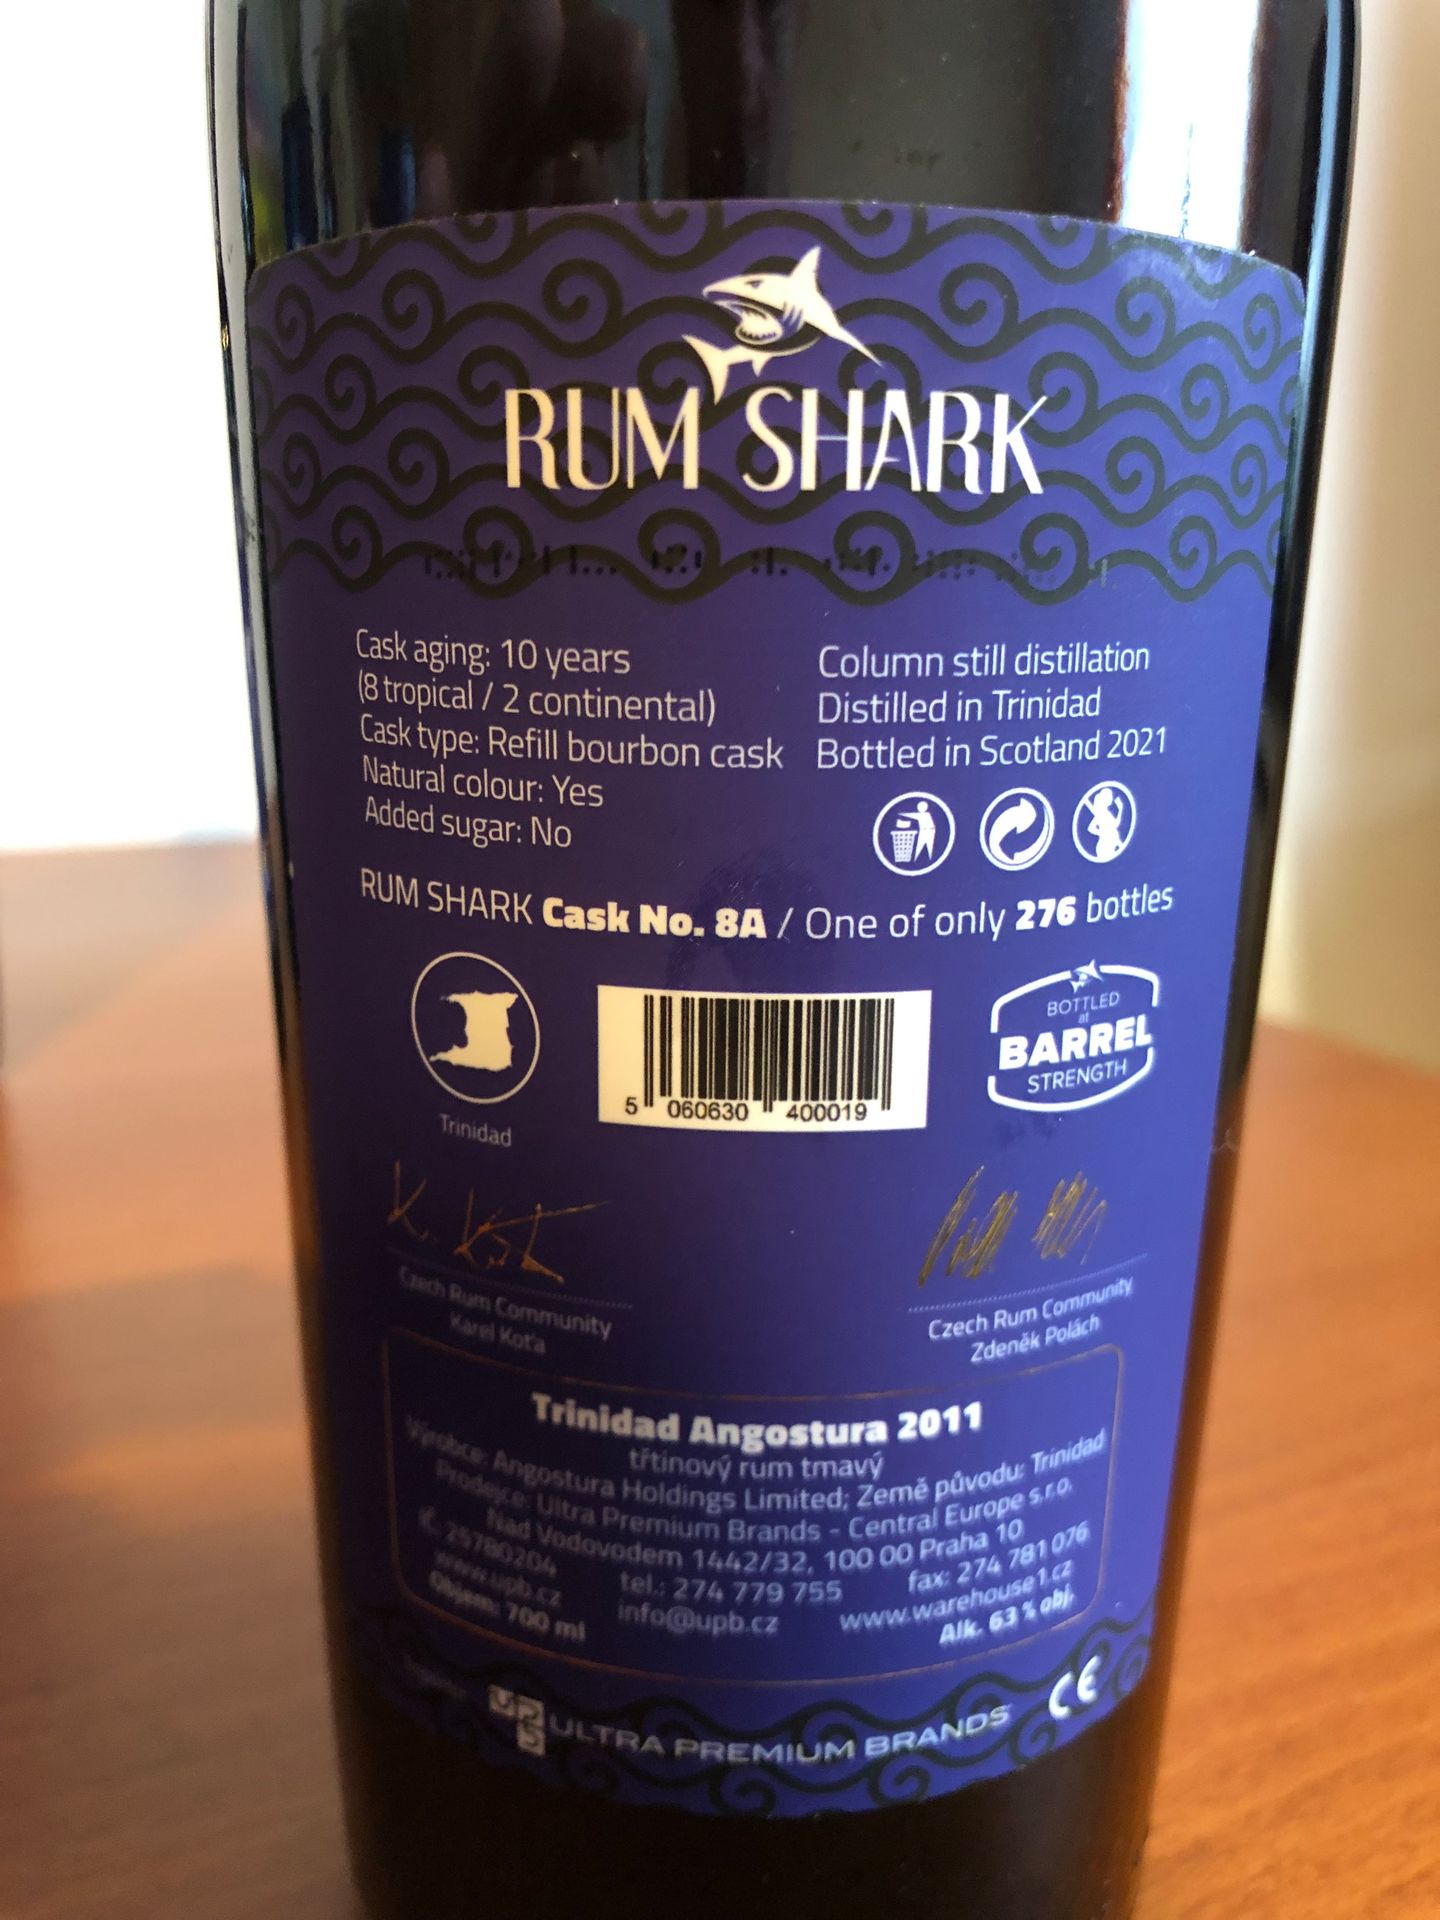 RUM SHARK
Cask aging: 10 years
(8 tropical / 2 continental)
Cask type: Refill bourbon cask
Natural colour: Yes
Added sugar: No
Column still distillation
Distilled in Trinidad
Bottled in Scotland 2021
RUM SHARK Cask No. 8A / One of only 276 bottles
Trinidad
5 060630 400019
BOTTLED
at
BARREL
STRENGTH
K. Koťa
Czech Rum Community
Karel Koťa
Czech Rum Community
Zdeněk Polách
Trinidad Angostura 2011
třtinový rum tmavý
Výrobce: Angostura Holdings Limited; Země původu: Trinidad
Prodejce: Ultra Premium Brands - Central Europe s.r.o.
Nad Vodovodem 1442/32, 100 00 Praha 10
IČ. 25780204 tel.: 274 779 755 fax: 274 781 076
www.upb.cz info@upb.cz www.warehouse1.cz
Objem: 700 ml Alk. 63 % obj.
ULTRA PREMIUM BRANDS CE